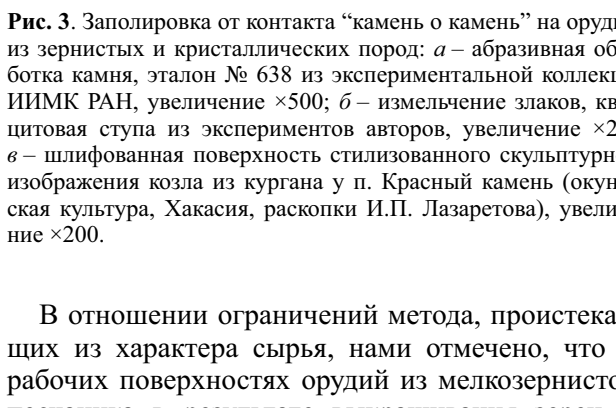 Рис. 3. Заполировка от контакта “камень о камень” на оруди
из зернистых и кристаллических пород: а – абразивная об
ботка камня, эталон № 638 из экспериментальной коллекц
ИИМК РАН, увеличение ×500; б – измельчение злаков, кв
цитовая ступа из экспериментов авторов, увеличение ×2
в – шлифованная поверхность стилизованного скульптурн
изображения козла из кургана у п. Красный камень (окун
ская культура, Хакасия, раскопки И.П. Лазаретова), увели
ние ×200.
В отношении ограничений метода, проистека
щих из характера сырья, нами отмечено, что
рабочих поверхностях орудий из мелкозернисто